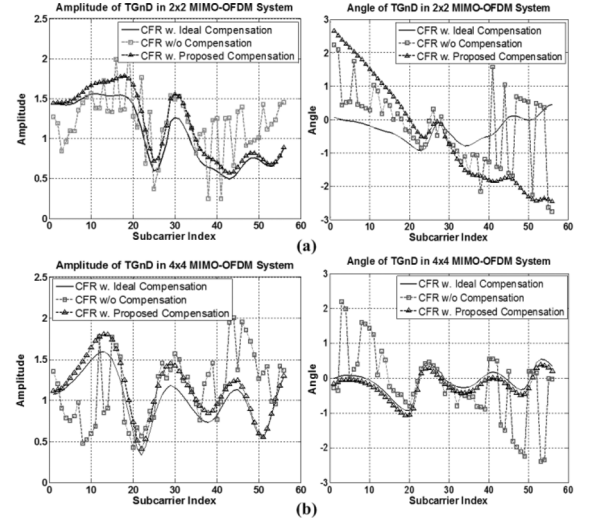 Amplitude of TGnD in 2x2 MIMO-OFDM System
2.5
2
1.5
1
0.5
0
Amplitude
CFR w. Ideal Compensation
CFR w/o Compensation
CFR w. Proposed Compensation
0 10 20 30 40 50 60
Subcarrier Index
Angle of TGnD in 2x2 MIMO-OFDM System
3
2
1
0
-1
-2
-3
Angle
CFR w. Ideal Compensation
CFR w/o Compensation
CFR w. Proposed Compensation
0 10 20 30 40 50 60
Subcarrier Index
(a)
Amplitude of TGnD in 4x4 MIMO-OFDM System
2.5
2
1.5
1
0.5
0
Amplitude
CFR w. Ideal Compensation
CFR w/o Compensation
CFR w. Proposed Compensation
0 10 20 30 40 50 60
Subcarrier Index
Angle of TGnD in 4x4 MIMO-OFDM System
3
2
1
0
-1
-2
-3
Angle
CFR w. Ideal Compensation
CFR w/o Compensation
CFR w. Proposed Compensation
0 10 20 30 40 50 60
Subcarrier Index
(b)